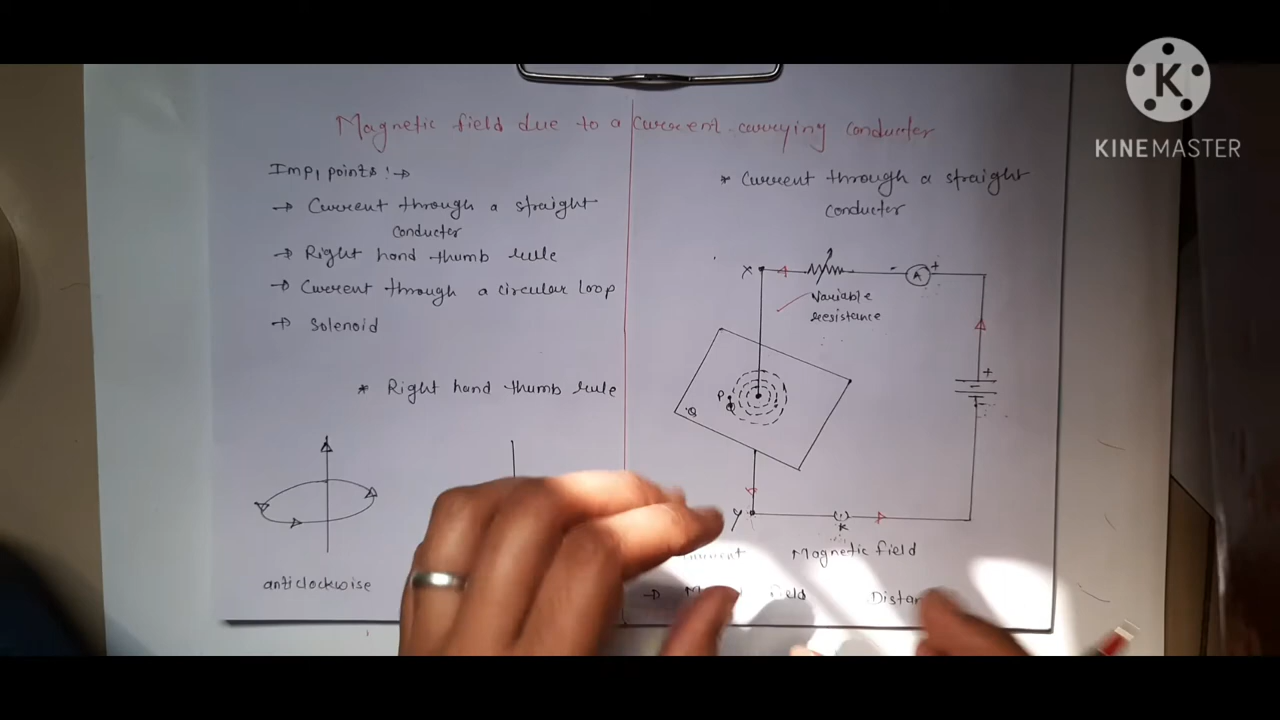 Magnetic field due to a current carrying conductor
Imp, points :→
→ Current through a straight
conductor
→ Right hand thumb rule
→ Current through a circular loop
→ Solenoid
* Right hand thumb rule
anticlockwise
* Current through a straight
conductor
X
A
+
-
Variable
resistance
+
-
P
Q
Y
K
Magnetic field
→
field
K
KINEMASTER